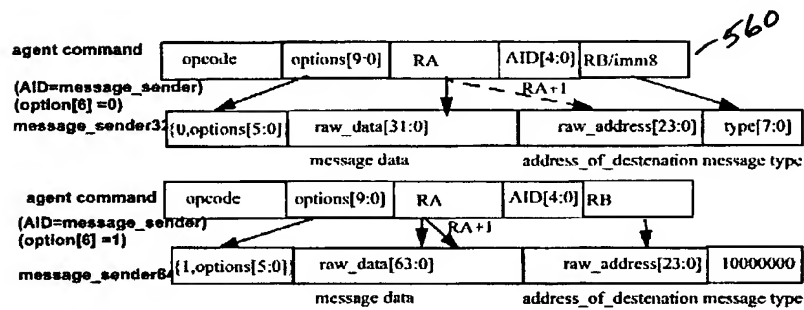 560
agent command opcode options[9:0] RA AID[4:0] RB/imm8
(AID=message_sender)
(option[6] =0) RA+1
message_sender32 {0,options[5:0]} raw_data[31:0] raw_address[23:0] type[7:0]
message data address_of_destenation message type
agent command opcode options[9:0] RA AID[4:0] RB
(AID=message_sender)
(option[6] =1) RA+1
message_sender64 {1,options[5:0]} raw_data[63:0] raw_address[23:0] 10000000
message data address_of_destenation message type